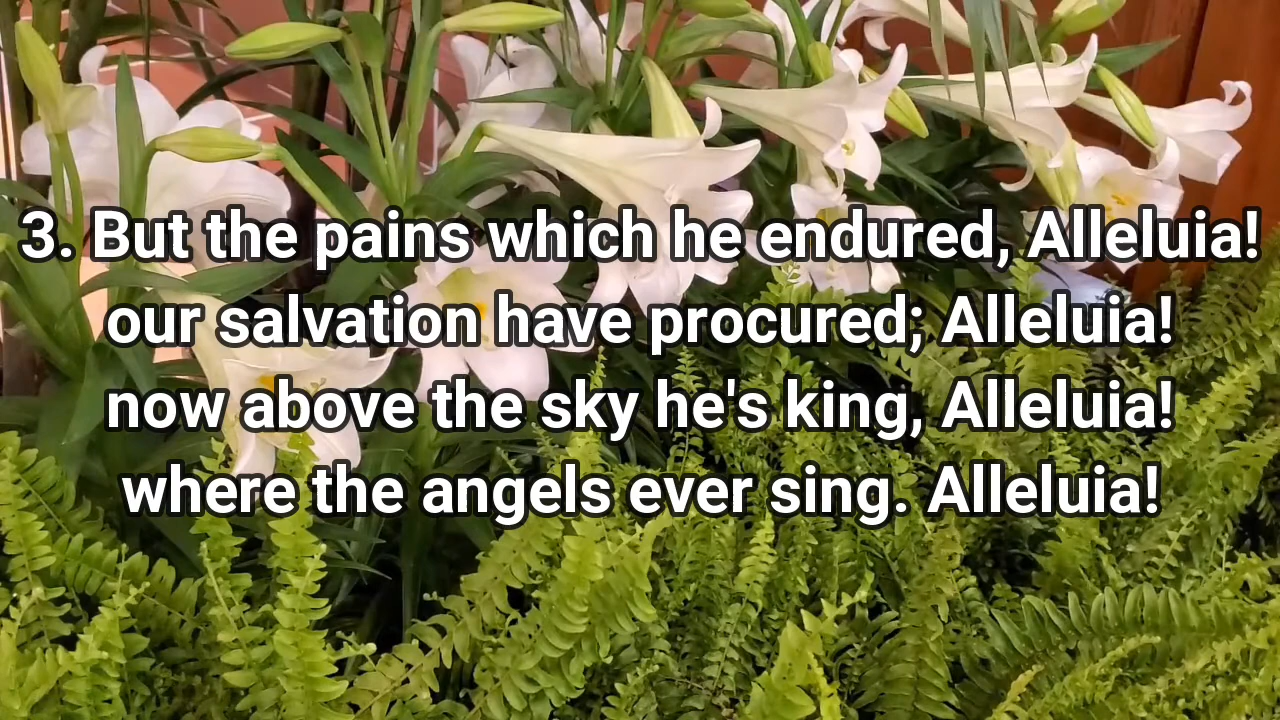 3. But the pains which he endured, Alleluia!
our salvation have procured; Alleluia!
now above the sky he's king, Alleluia!
where the angels ever sing. Alleluia!